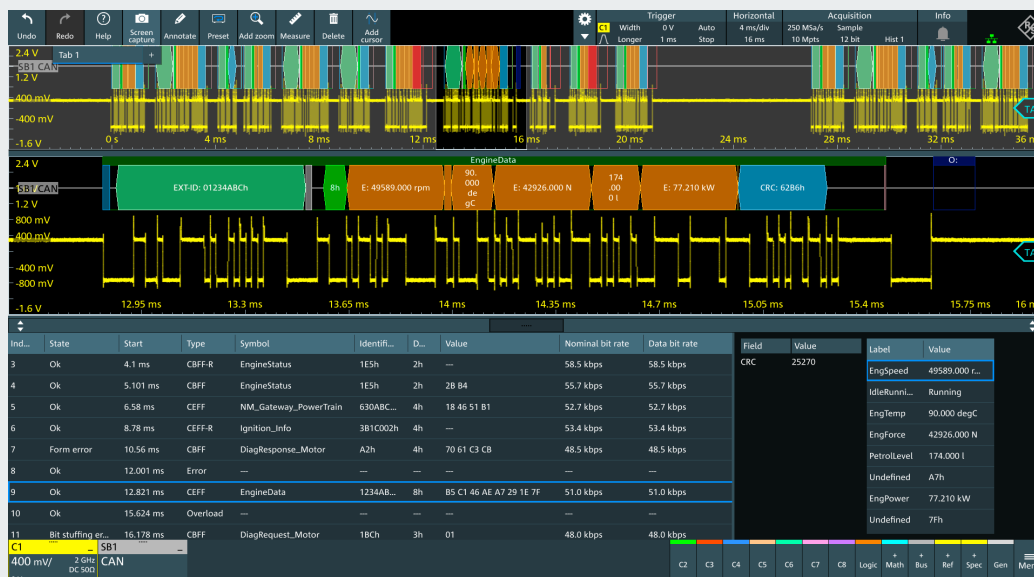 Undo Redo Help Screen capture Annotate Preset Add zoom Measure Delete Add cursor
Trigger Horizontal Acquisition Info
C1 Width 0 V Auto 4 ms/div 250 MSa/s Sample
Longer 1 ms Stop 16 ms 10 Mpts 12 bit Hist 1
Tab 1 +
2.4 V
SB1 CAN
1.2 V
400 mV
-400 mV
-1.6 V
0 s 4 ms 8 ms 12 ms 16 ms 20 ms 24 ms 28 ms 32 ms 36 m
TA
2.4 V
EngineData O:
SB1 CAN
EXT-ID: 01234ABCh 8h E: 49589.000 rpm 90.000 degC E: 42926.000 N 174.000 l E: 77.210 kW CRC: 62B6h
1.2 V
800 mV
400 mV
-400 mV
-800 mV
-1.6 V
TA
12.95 ms 13.3 ms 13.65 ms 14 ms 14.35 ms 14.7 ms 15.05 ms 15.4 ms 15.75 ms 16 m
Ind... State Start Type Symbol Identifi... D... Value Nominal bit rate Data bit rate
3 Ok 4.1 ms CBFF-R EngineStatus 1E5h 2h — 58.5 kbps 58.5 kbps
4 Ok 5.101 ms CBFF EngineStatus 1E5h 2h 2B B4 55.7 kbps 55.7 kbps
5 Ok 6.58 ms CEFF NM_Gateway_PowerTrain 630ABC... 4h 18 46 51 B1 52.7 kbps 52.7 kbps
6 Ok 8.78 ms CEFF-R Ignition_Info 3B1C002h 4h — 53.4 kbps 53.4 kbps
7 Form error 10.56 ms CBFF DiagResponse_Motor A2h 4h 70 61 C3 CB 48.5 kbps 48.5 kbps
8 Ok 12.001 ms Error — — — — — —
9 Ok 12.821 ms CEFF EngineData 1234AB... 8h B5 C1 46 AE A7 29 1E 7F 51.0 kbps 51.0 kbps
10 Ok 15.624 ms Overload — — — — — —
11 Bit stuffing er... 16.178 ms CBFF DiagRequest_Motor 1BCh 3h 01 48.0 kbps 48.0 kbps
Field Value
CRC 25270
Label Value
EngSpeed 49589.000 r...
IdleRunni... Running
EngTemp 90.000 degC
EngForce 42926.000 N
PetrolLevel 174.000 l
Undefined A7h
EngPower 77.210 kW
Undefined 7Fh
C1 SB1
400 mV/ 2 GHz DC 50Ω CAN
C2 C3 C4 C5 C6 C7 C8 Logic + Math + Bus + Ref + Spec Gen Me